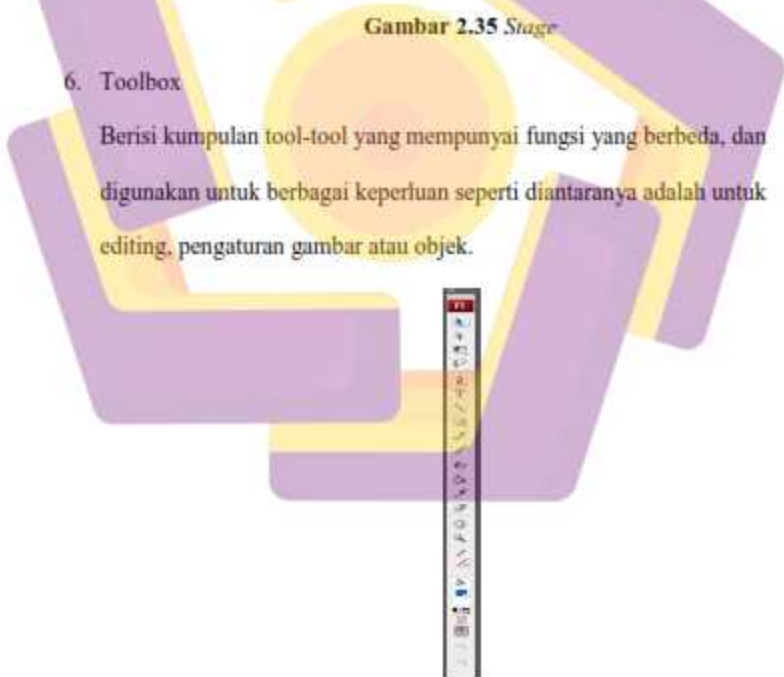 Gambar 2.35 Stage
6. Toolbox
Berisi kumpulan tool-tool yang mempunyai fungsi yang berbeda, dan
digunakan untuk berbagai keperluan seperti diantaranya adalah untuk
editing, pengaturan gambar atau objek.